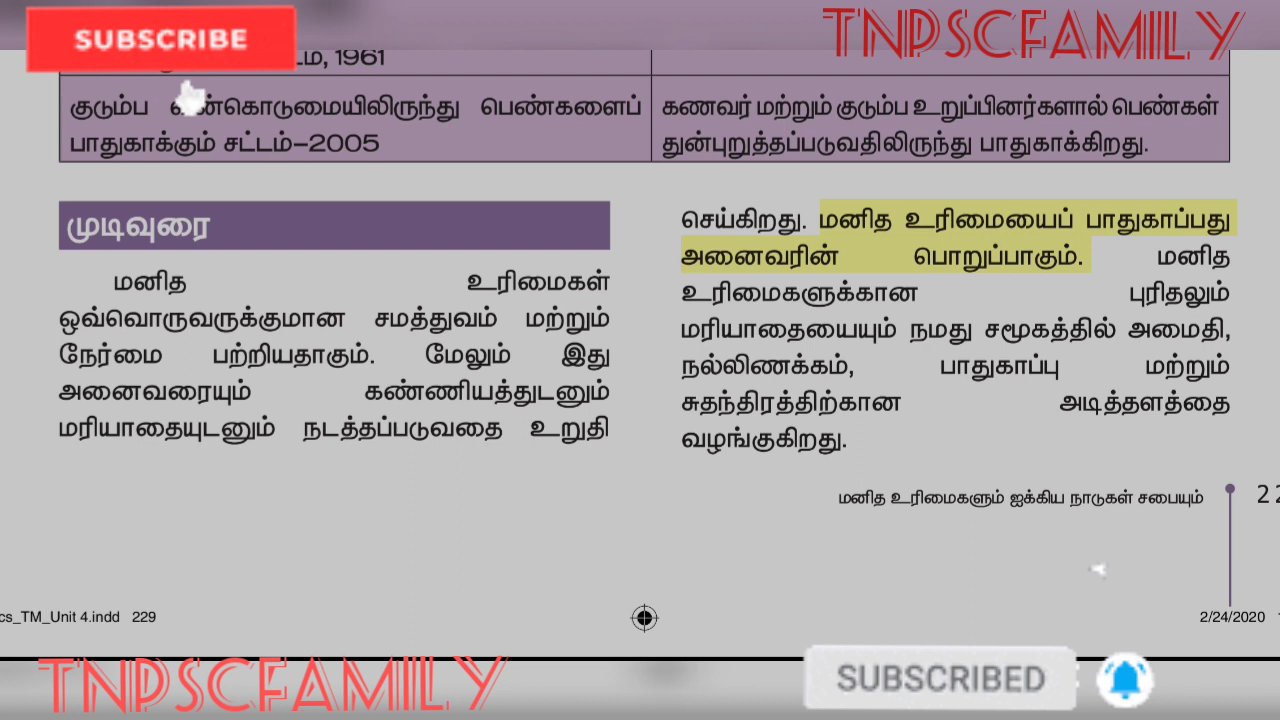 SUBSCRIBE
TNPSCFAMILY
டம், 1961
குடும்ப வன்கொடுமையிலிருந்து பெண்களைப்
பாதுகாக்கும் சட்டம்–2005
கணவர் மற்றும் குடும்ப உறுப்பினர்களால் பெண்கள்
துன்புறுத்தப்படுவதிலிருந்து பாதுகாக்கிறது.
முடிவுரை
மனித உரிமைகள்
ஒவ்வொருவருக்குமான சமத்துவம் மற்றும்
நேர்மை பற்றியதாகும். மேலும் இது
அனைவரையும் கண்ணியத்துடனும்
மரியாதையுடனும் நடத்தப்படுவதை உறுதி
செய்கிறது. மனித உரிமையைப் பாதுகாப்பது
அனைவரின் பொறுப்பாகும். மனித
உரிமைகளுக்கான புரிதலும்
மரியாதையையும் நமது சமூகத்தில் அமைதி,
நல்லிணக்கம், பாதுகாப்பு மற்றும்
சுதந்திரத்திற்கான அடித்தளத்தை
வழங்குகிறது.
மனித உரிமைகளும் ஐக்கிய நாடுகள் சபையும் 22
cs_TM_Unit 4.indd 229
2/24/2020
TNPSCFAMILY
SUBSCRIBED